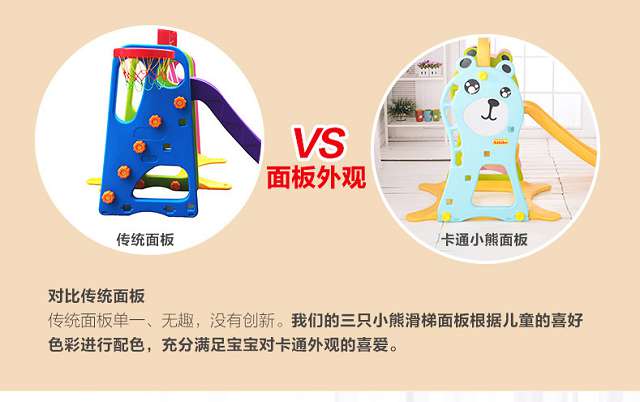 VS
面板外观
传统面板
卡通小熊面板
对比传统面板
传统面板单一、无趣，没有创新。我们的三只小熊滑梯面板根据儿童的喜好
色彩进行配色，充分满足宝宝对卡通外观的喜爱。